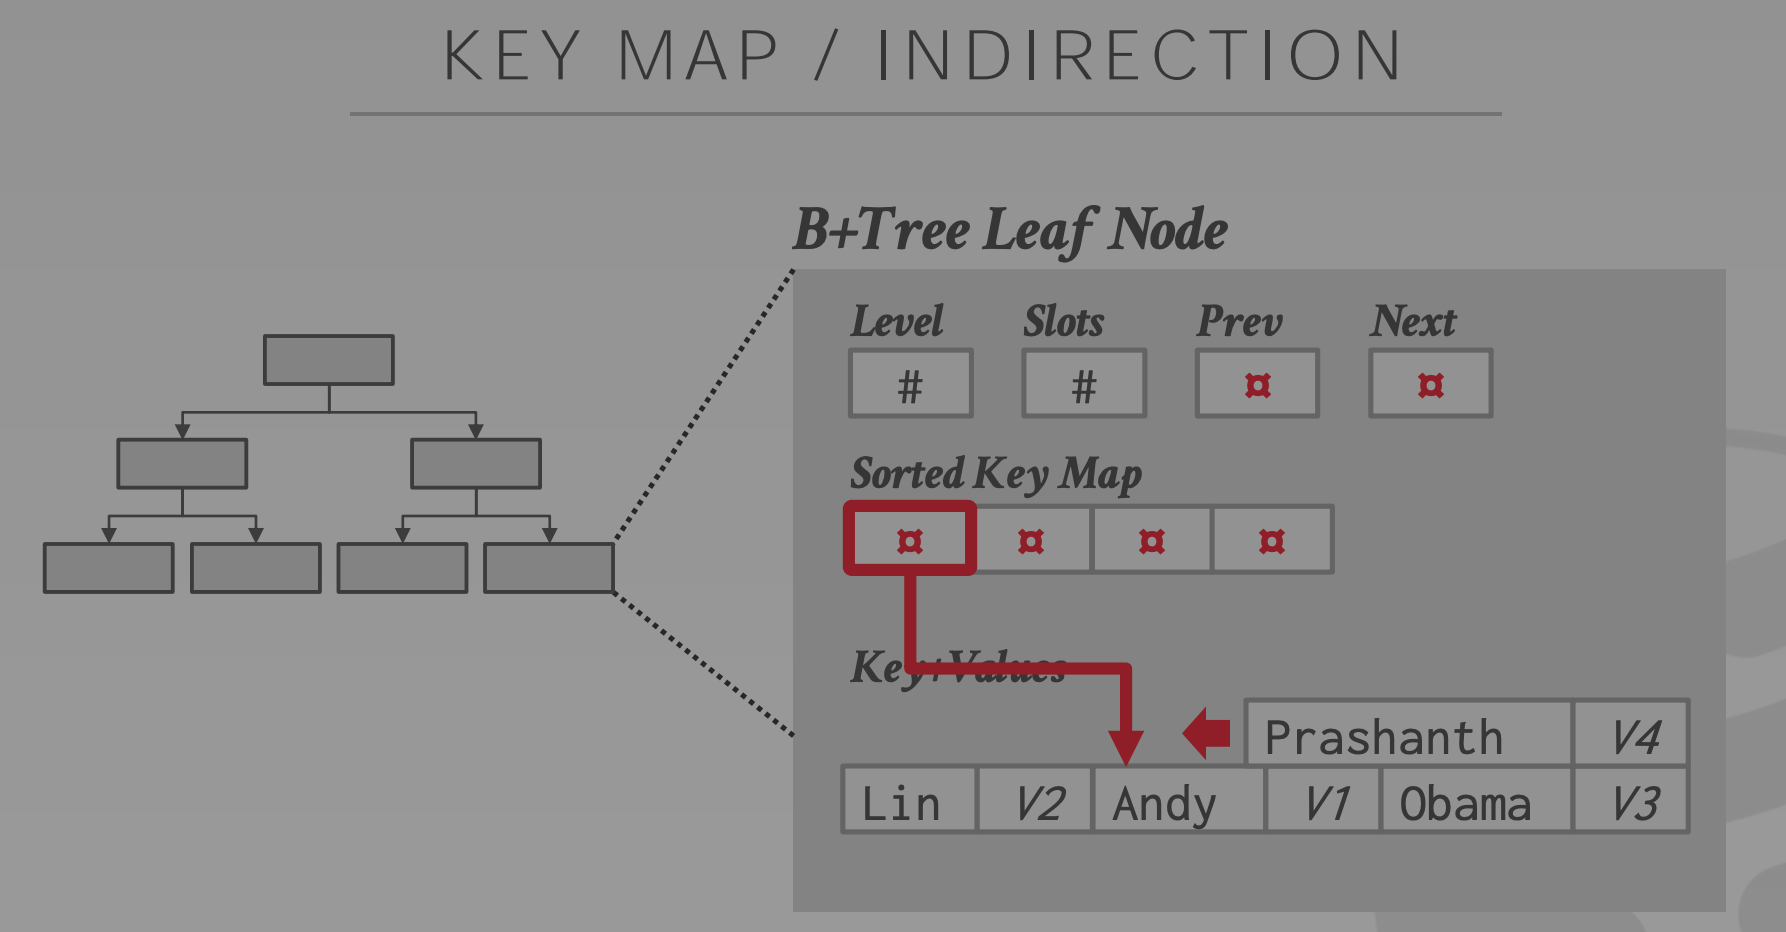 KEY MAP / INDIRECTION
B+Tree Leaf Node
Level Slots Prev Next
# # ¤ ¤
Sorted Key Map
¤ ¤ ¤ ¤
Key+Values
Prashanth V4
Lin V2 Andy V1 Obama V3